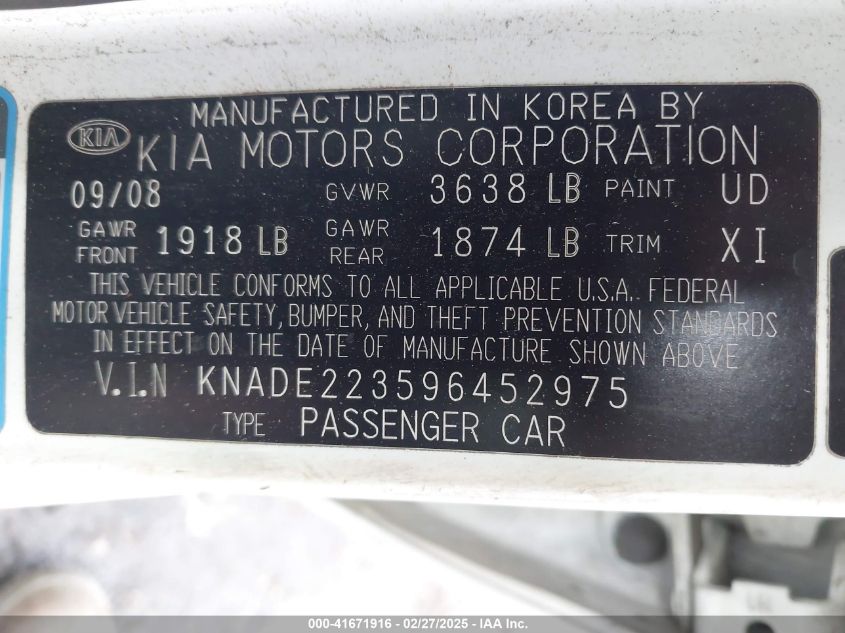 MANUFACTURED IN KOREA BY
KIA KIA MOTORS CORPORATION
09/08 GVWR 3638 LB PAINT UD
GAWR FRONT 1918 LB GAWR REAR 1874 LB TRIM XI
THIS VEHICLE CONFORMS TO ALL APPLICABLE U.S.A. FEDERAL
MOTOR VEHICLE SAFETY, BUMPER, AND THEFT PREVENTION STANDARDS
IN EFFECT ON THE DATE OF MANUFACTURE SHOWN ABOVE
V.I.N KNADE223596452975
TYPE PASSENGER CAR
000-41671916 - 02/27/2025 - IAA Inc.